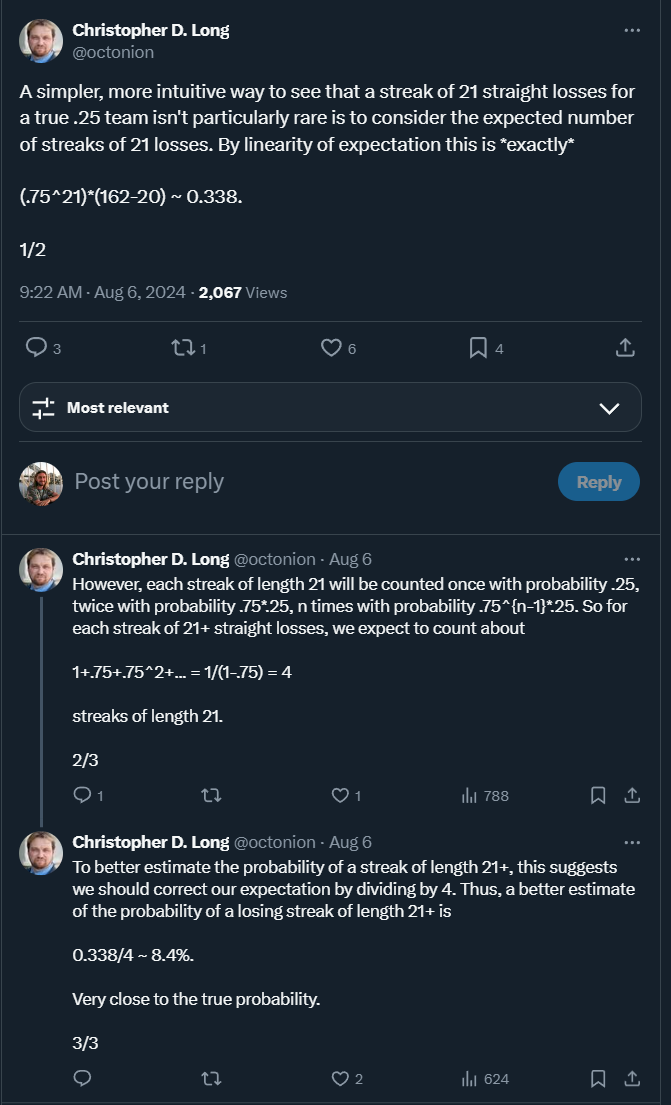 Christopher D. Long
@octonion
A simpler, more intuitive way to see that a streak of 21 straight losses for
a true .25 team isn't particularly rare is to consider the expected number
of streaks of 21 losses. By linearity of expectation this is *exactly*
(.75^21)*(162-20) ~ 0.338.
1/2
9:22 AM · Aug 6, 2024 · 2,067 Views
3
1
6
4
Most relevant
Post your reply
Reply
Christopher D. Long @octonion · Aug 6
However, each streak of length 21 will be counted once with probability .25,
twice with probability .75*.25, n times with probability .75^{n-1}*.25. So for
each streak of 21+ straight losses, we expect to count about
1+.75+.75^2+... = 1/(1-.75) = 4
streaks of length 21.
2/3
1
1
788
Christopher D. Long @octonion · Aug 6
To better estimate the probability of a streak of length 21+, this suggests
we should correct our expectation by dividing by 4. Thus, a better estimate
of the probability of a losing streak of length 21+ is
0.338/4 ~ 8.4%.
Very close to the true probability.
3/3
2
624